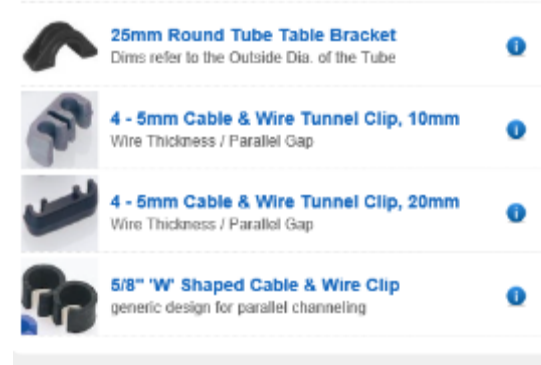 25mm Round Tube Table Bracket
Dims refer to the Outside Dia. of the Tube
4 - 5mm Cable & Wire Tunnel Clip, 10mm
Wire Thickness / Parallel Gap
4 - 5mm Cable & Wire Tunnel Clip, 20mm
Wire Thickness / Parallel Gap
5/8" 'W' Shaped Cable & Wire Clip
generic design for parallel channeling